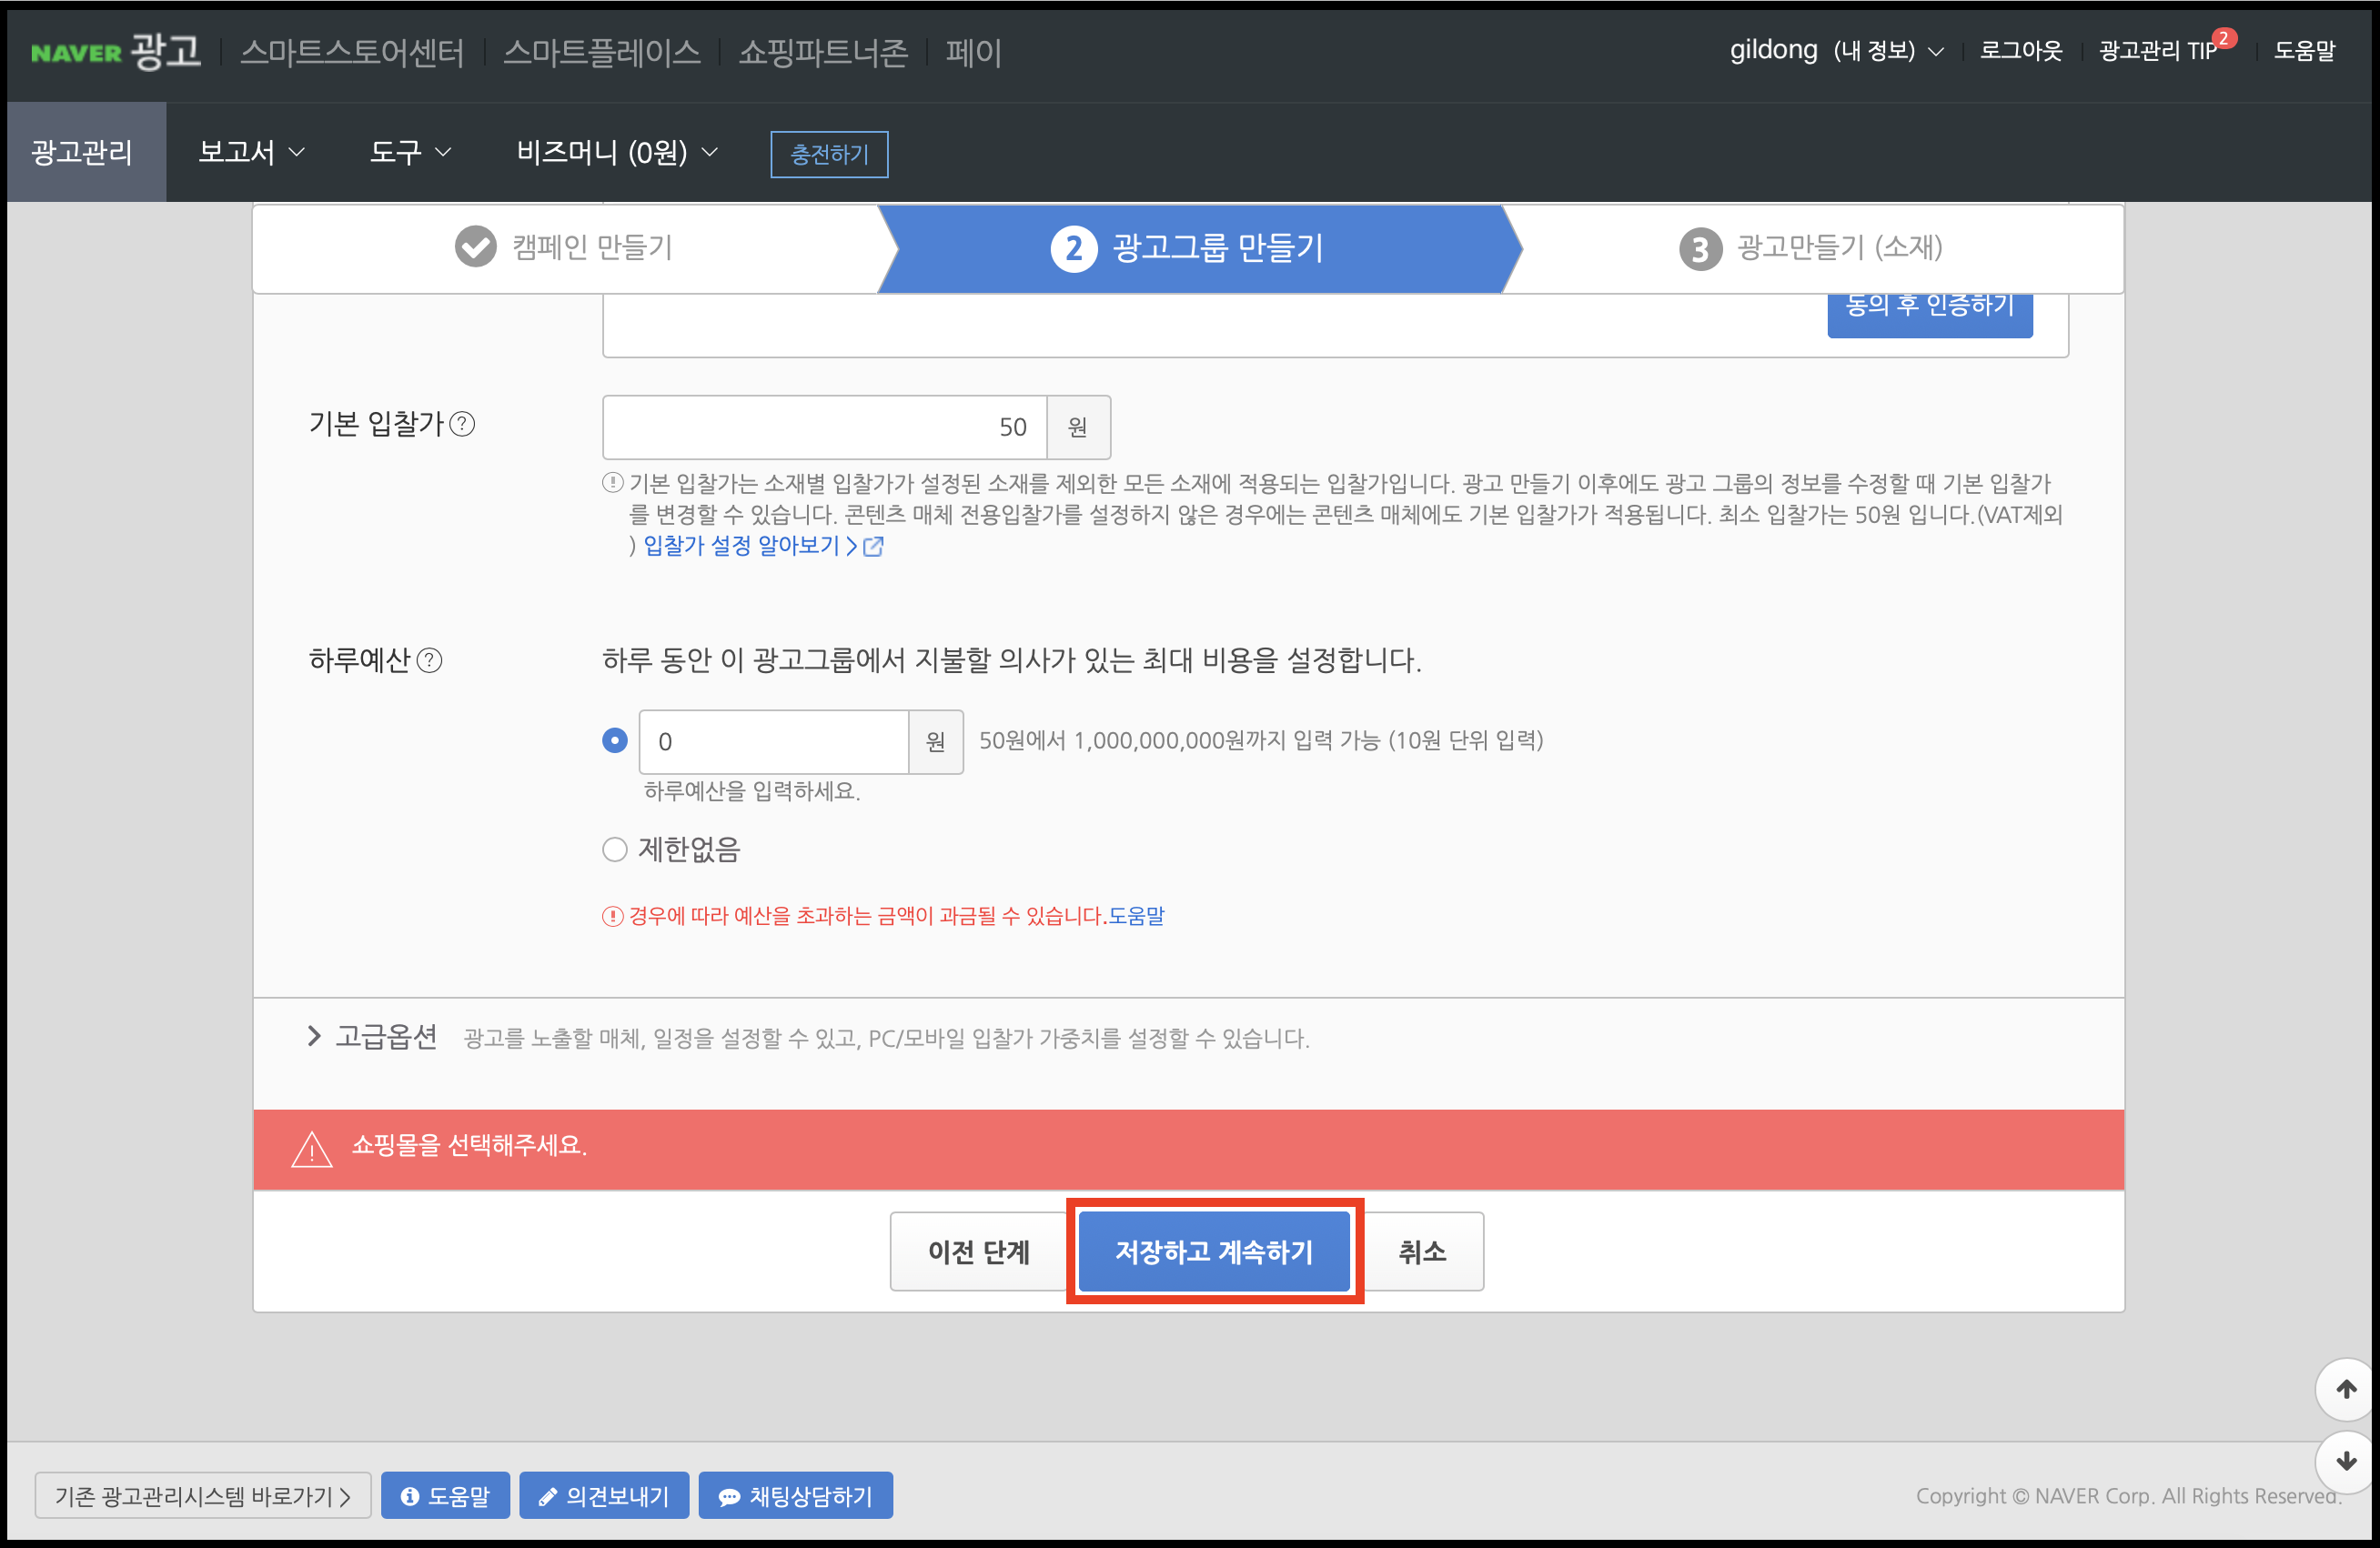 NAVER 광고 스마트스토어센터 스마트플레이스 쇼핑파트너존 페이 gildong (내 정보) 로그아웃 광고관리 TIP 2 도움말
광고관리 보고서 도구 비즈머니 (0원) 충전하기
캠페인 만들기 2 광고그룹 만들기 3 광고만들기 (소재)
동의 후 인증하기
기본 입찰가 ? 50 원
기본 입찰가는 소재별 입찰가가 설정된 소재를 제외한 모든 소재에 적용되는 입찰가입니다. 광고 만들기 이후에도 광고 그룹의 정보를 수정할 때 기본 입찰가
를 변경할 수 있습니다. 콘텐츠 매체 전용입찰가를 설정하지 않은 경우에는 콘텐츠 매체에도 기본 입찰가가 적용됩니다. 최소 입찰가는 50원 입니다.(VAT제외
) 입찰가 설정 알아보기 >
하루예산 ? 하루 동안 이 광고그룹에서 지불할 의사가 있는 최대 비용을 설정합니다.
0 원 50원에서 1,000,000,000원까지 입력 가능 (10원 단위 입력)
하루예산을 입력하세요.
제한없음
경우에 따라 예산을 초과하는 금액이 과금될 수 있습니다.도움말
고급옵션 광고를 노출할 매체, 일정을 설정할 수 있고, PC/모바일 입찰가 가중치를 설정할 수 있습니다.
쇼핑몰을 선택해주세요.
이전 단계 저장하고 계속하기 취소
기존 광고관리시스템 바로가기 > 도움말 의견보내기 채팅상담하기 Copyright © NAVER Corp. All Rights Reserved.